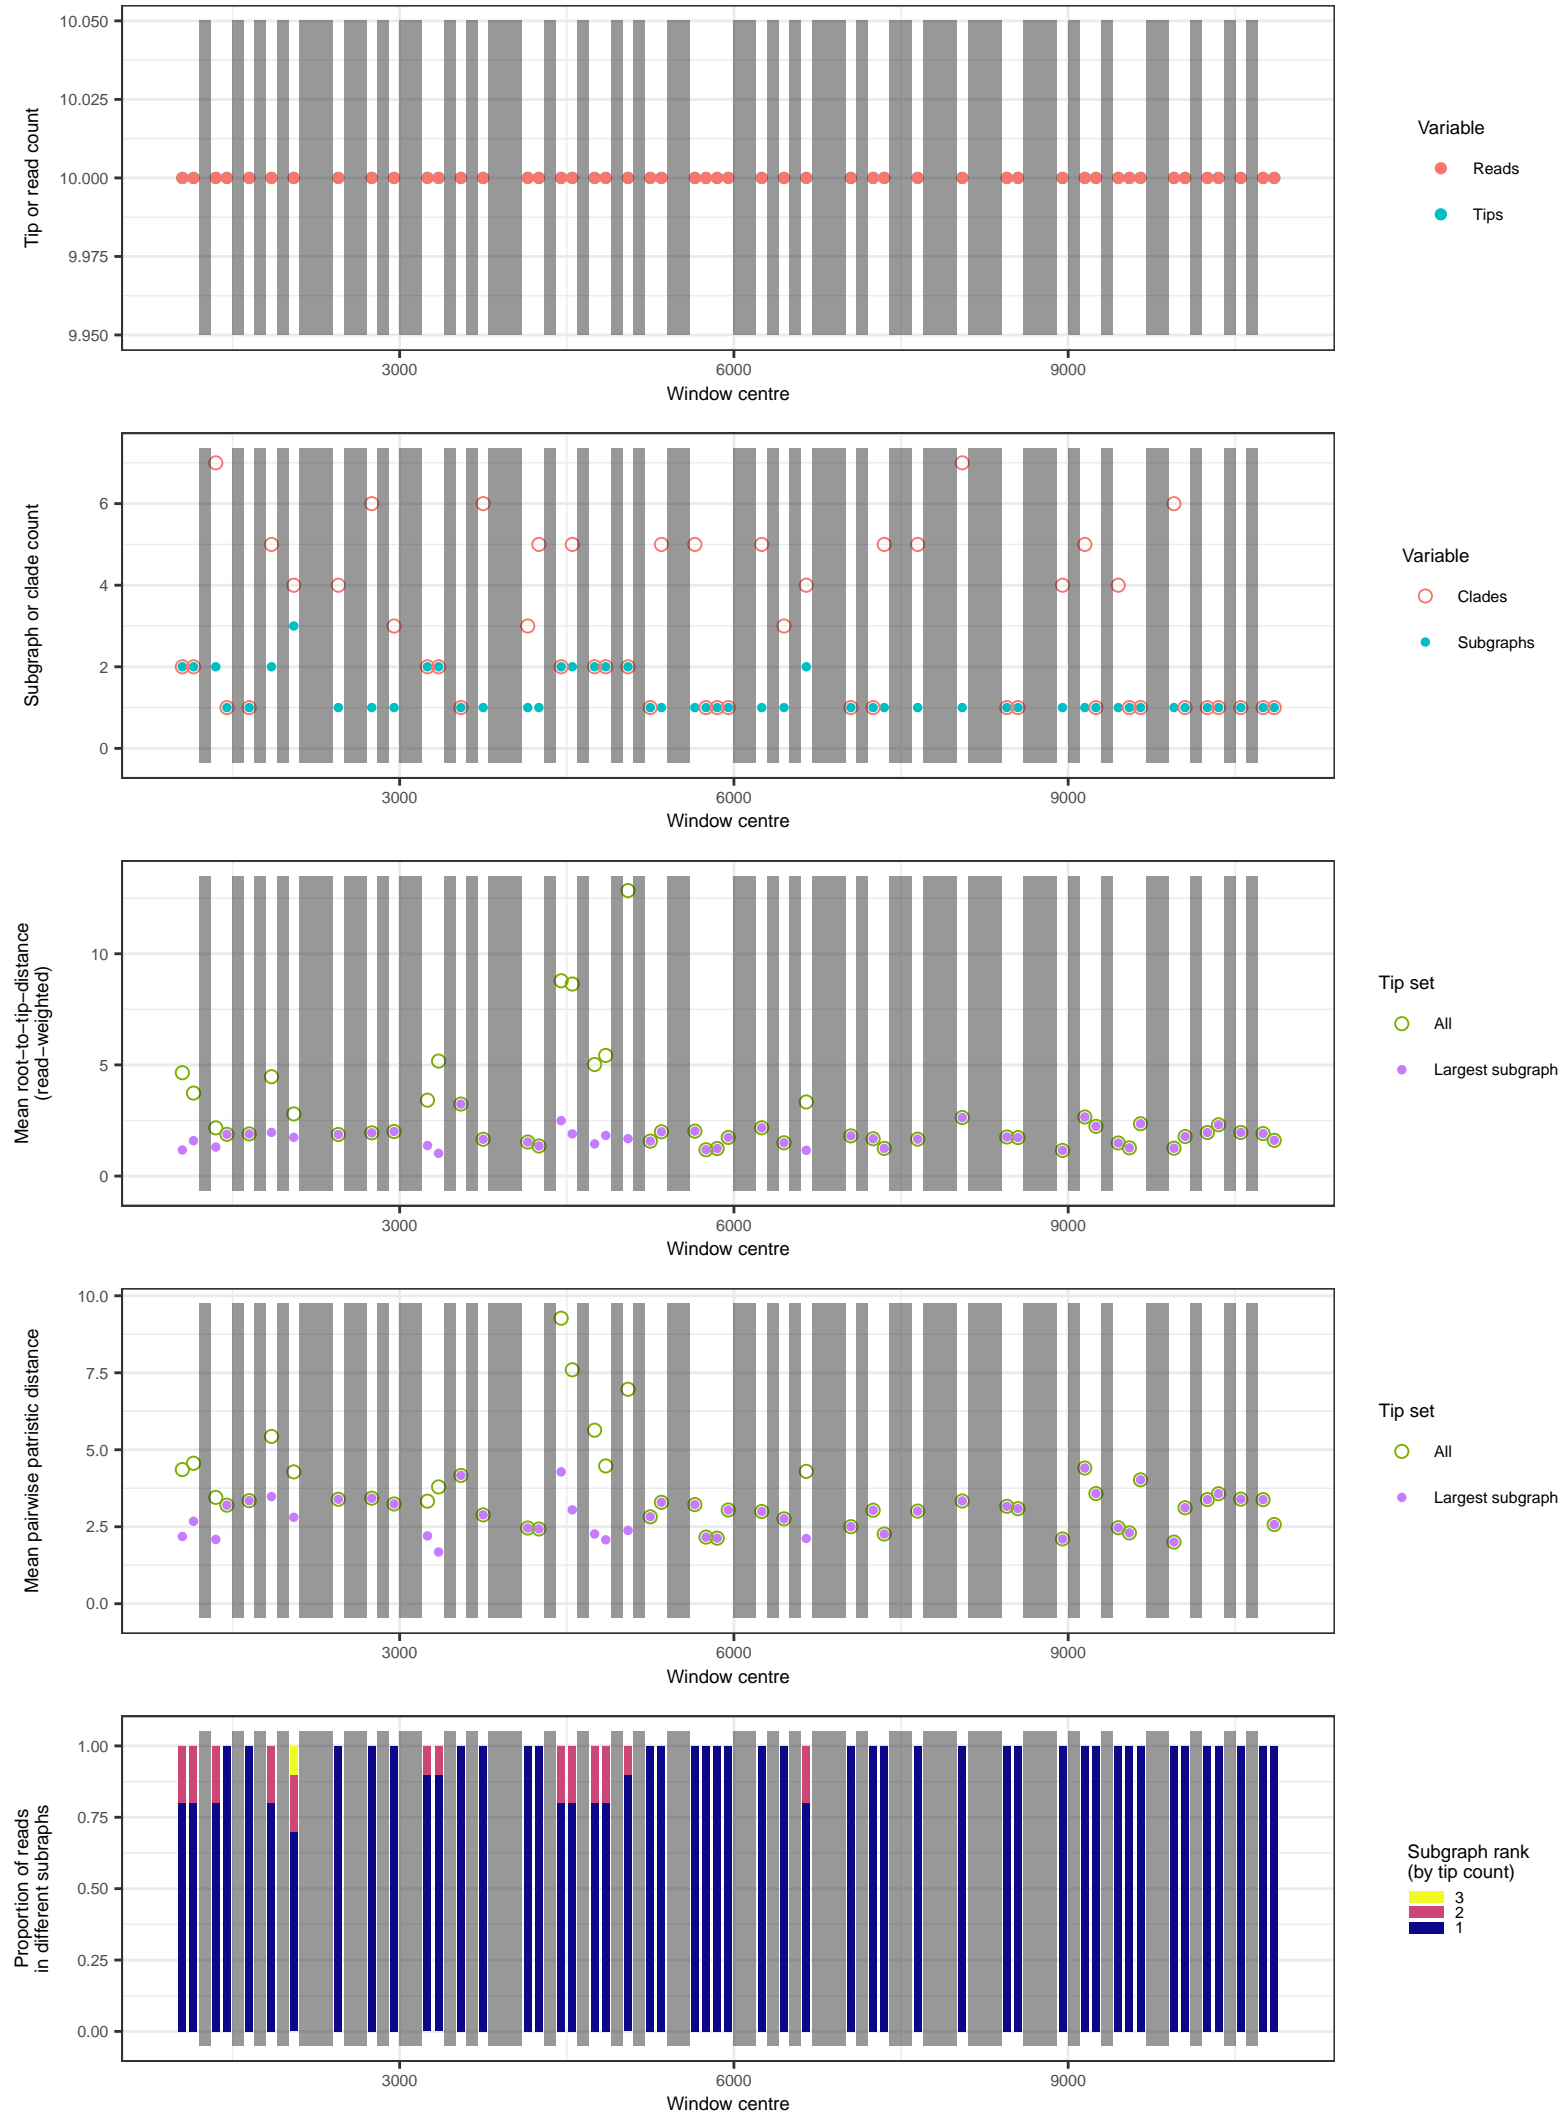 10.050
10.025
10.000
9.975
9.950
Tip or read count
3000
6000
9000
Window centre
Variable
Reads
Tips
6
4
2
0
Subgraph or clade count
3000
6000
9000
Window centre
Variable
Clades
Subgraphs
10
5
0
Mean root−to−tip−distance
(read−weighted)
3000
6000
9000
Window centre
Tip set
All
Largest subgraph
10.0
7.5
5.0
2.5
0.0
Mean pairwise patristic distance
3000
6000
9000
Window centre
Tip set
All
Largest subgraph
1.00
0.75
0.50
0.25
0.00
Proportion of reads
in different subraphs
3000
6000
9000
Window centre
Subgraph rank
(by tip count)
3
2
1